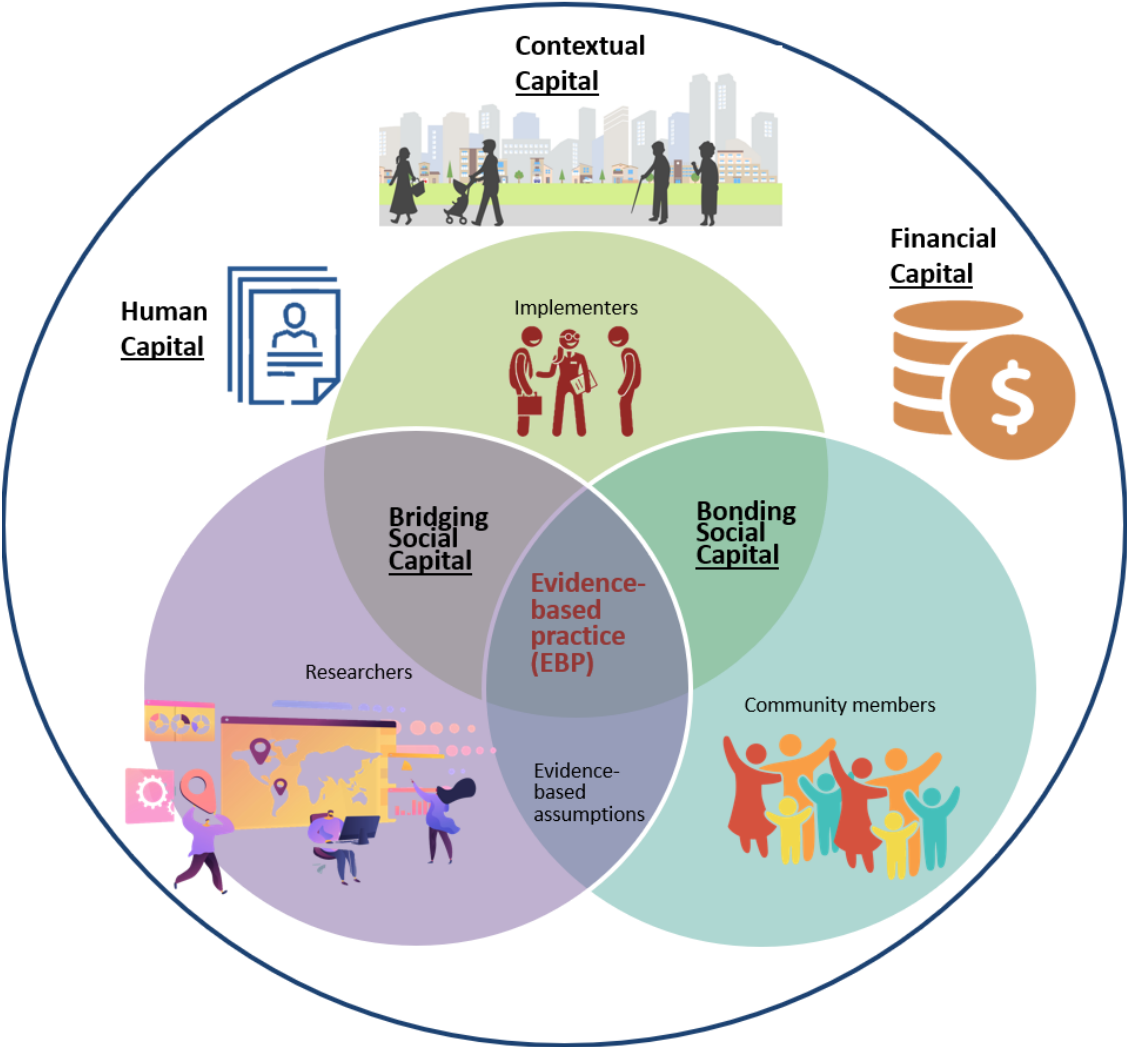 Contextual
Capital
Financial
Capital
Human
Capital
Implementers
$
Bridging
Social
Capital
Bonding
Social
Capital
Evidence-
based
practice
(EBP)
Researchers
Community members
Evidence-
based
assumptions